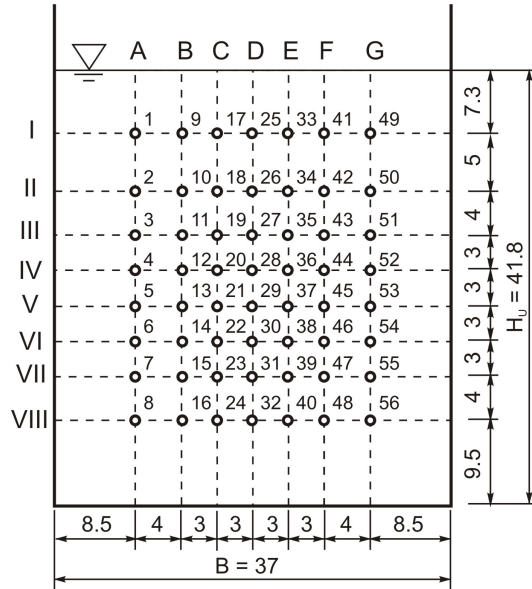 A B C D E F G
7.3
I 1 9 17 25 33 41 49
5
II 2 10 18 26 34 42 50
4
III 3 11 19 27 35 43 51
3
IV 4 12 20 28 36 44 52
3
V 5 13 21 29 37 45 53
3
VI 6 14 22 30 38 46 54
3
VII 7 15 23 31 39 47 55
4
VIII 8 16 24 32 40 48 56
9.5
Hᵤ = 41.8
8.5 4 3 3 3 3 4 8.5
B = 37